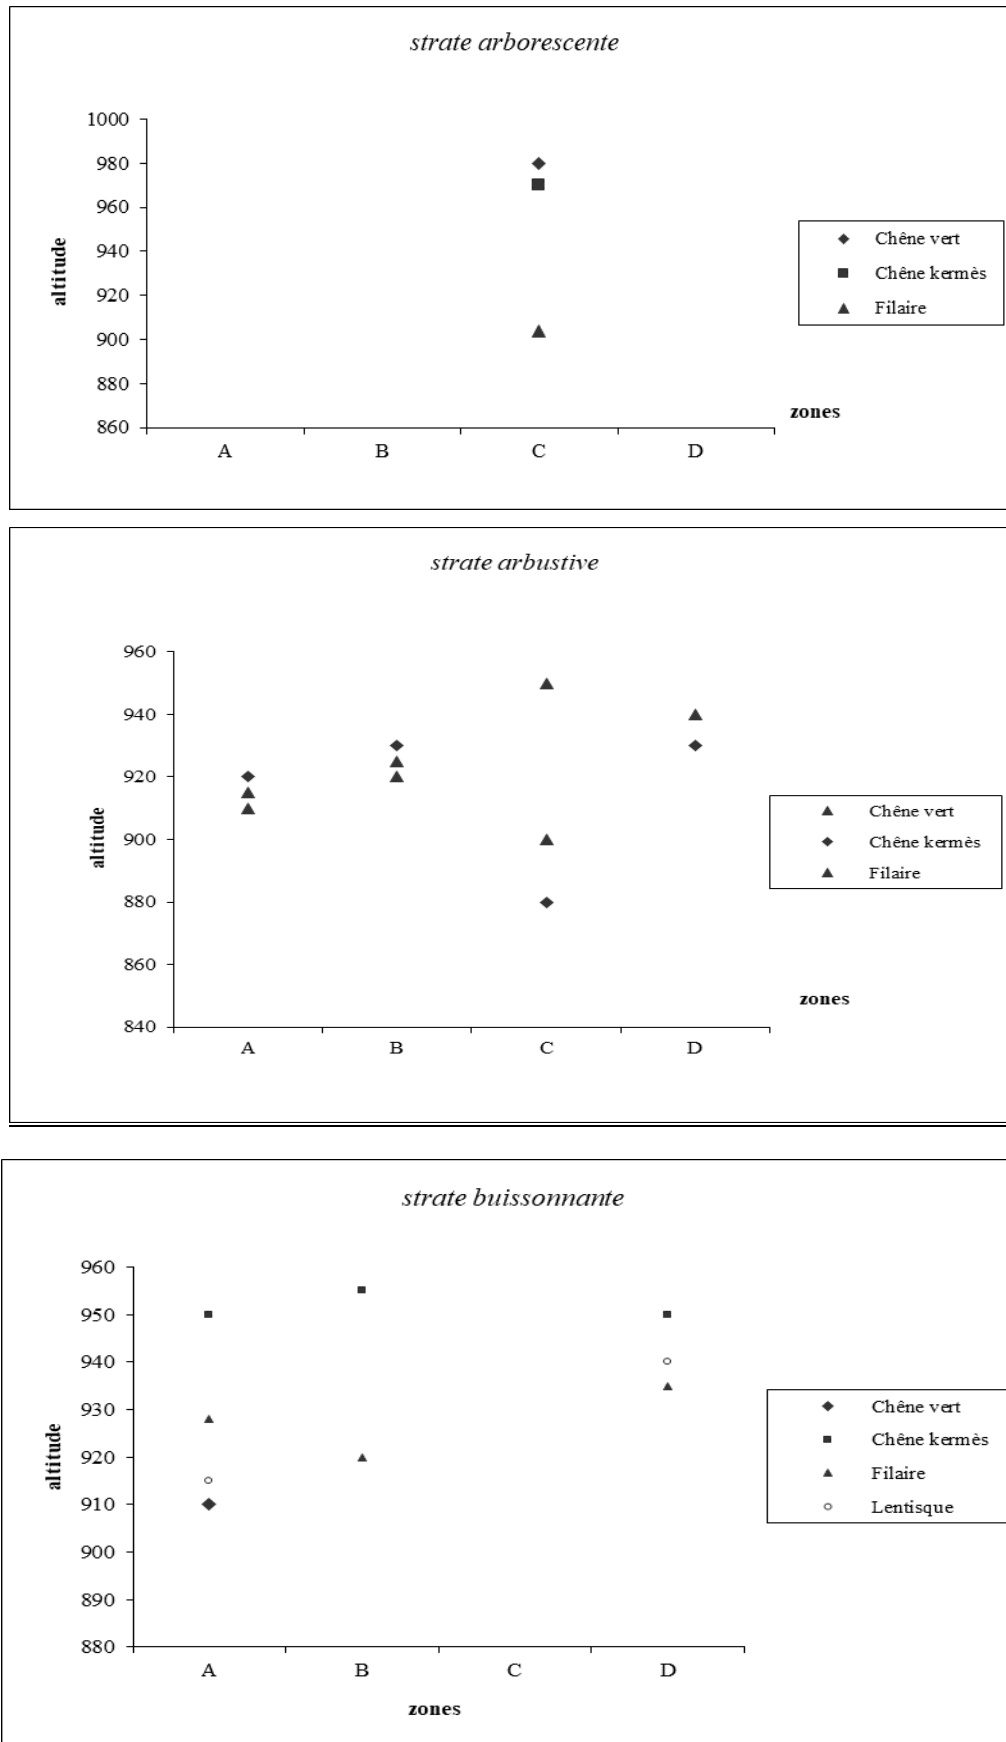 strate arborescente
1000
980
960
940
920
900
880
860
altitude
A B C D
zones
Chêne vert
Chêne kermès
Filaire
strate arbustive
960
940
920
900
880
860
840
altitude
A B C D
zones
Chêne vert
Chêne kermès
Filaire
strate buissonnante
960
950
940
930
920
910
900
890
880
altitude
A B C D
zones
Chêne vert
Chêne kermès
Filaire
Lentisque